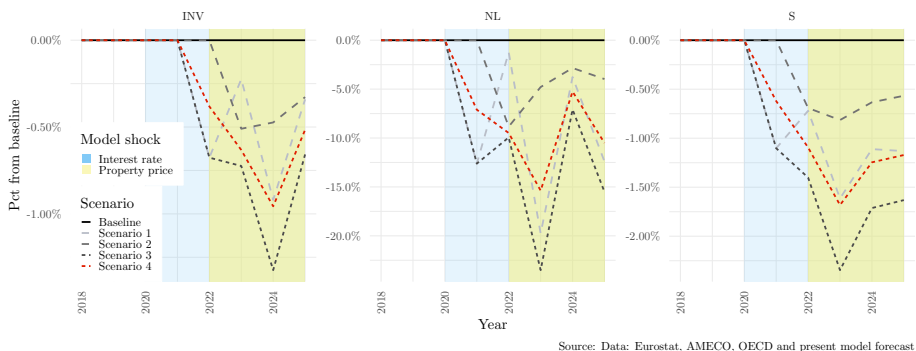 INV
NL
S
Pct from baseline
0.00%
-0.50%
-1.00%
0.0%
-5.0%
-10.0%
-15.0%
-20.0%
0.00%
-0.50%
-1.00%
-1.50%
-2.00%
Model shock
Interest rate
Property price
Scenario
Baseline
Scenario 1
Scenario 2
Scenario 3
Scenario 4
2018
2020
2022
2024
2018
2020
2022
2024
2018
2020
2022
2024
Year
Source: Data: Eurostat, AMECO, OECD and present model forecast